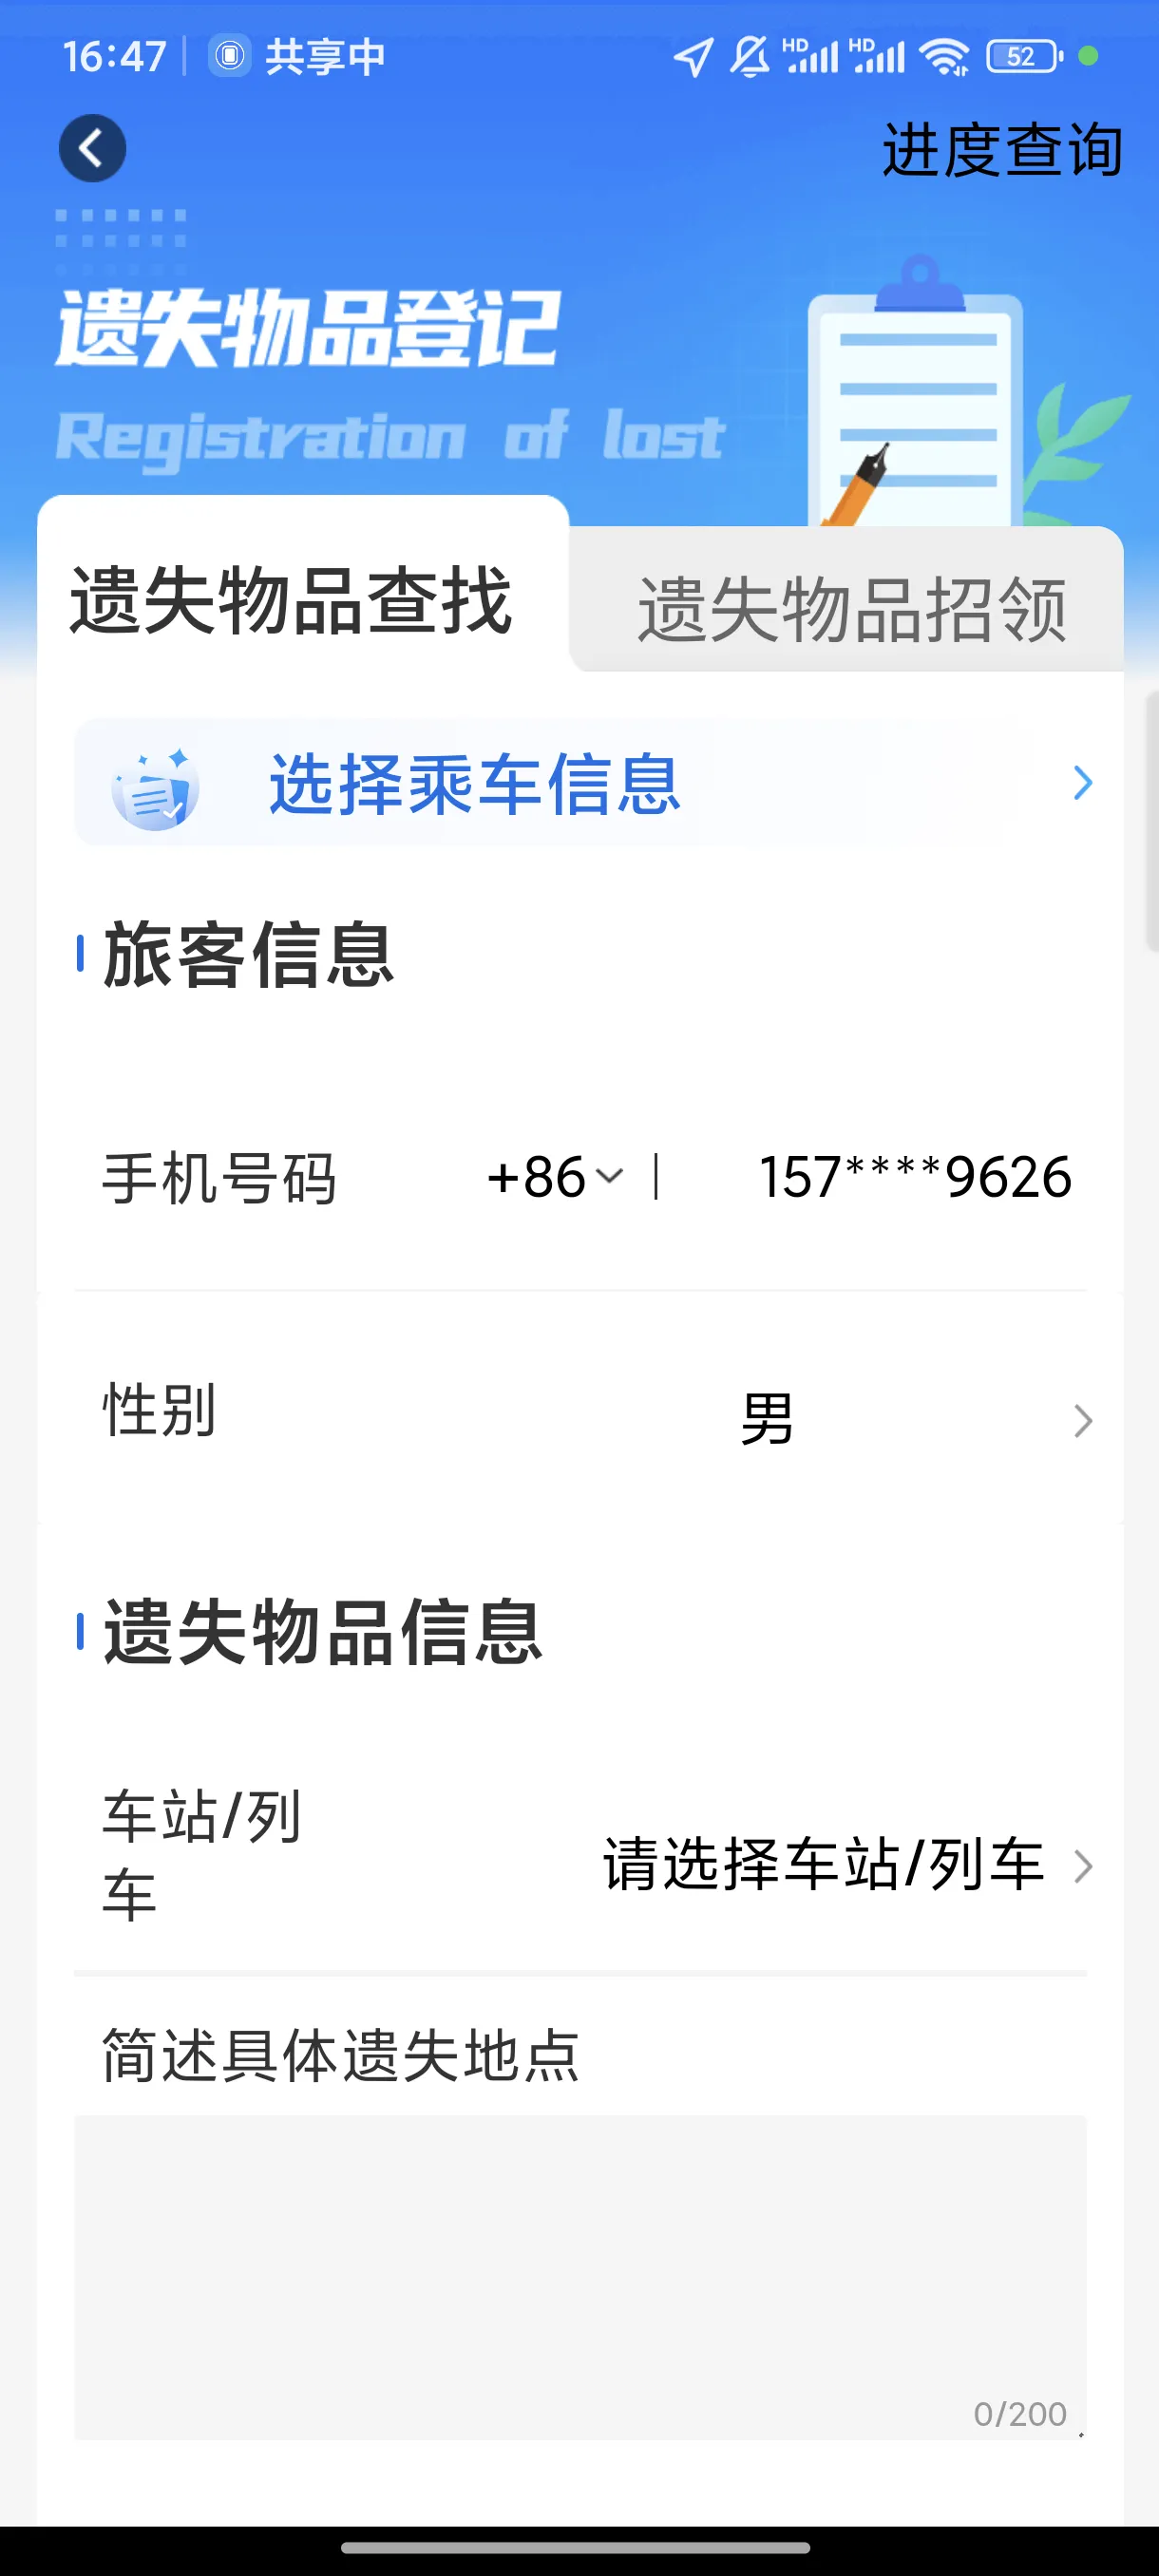 16:47
共享中
HD
HD
52
进度查询
遗失物品登记
Registration of lost
遗失物品查找
遗失物品招领
选择乘车信息
旅客信息
手机号码
+86
157****9626
性别
男
遗失物品信息
车站/列
车
请选择车站/列车
简述具体遗失地点
0/200